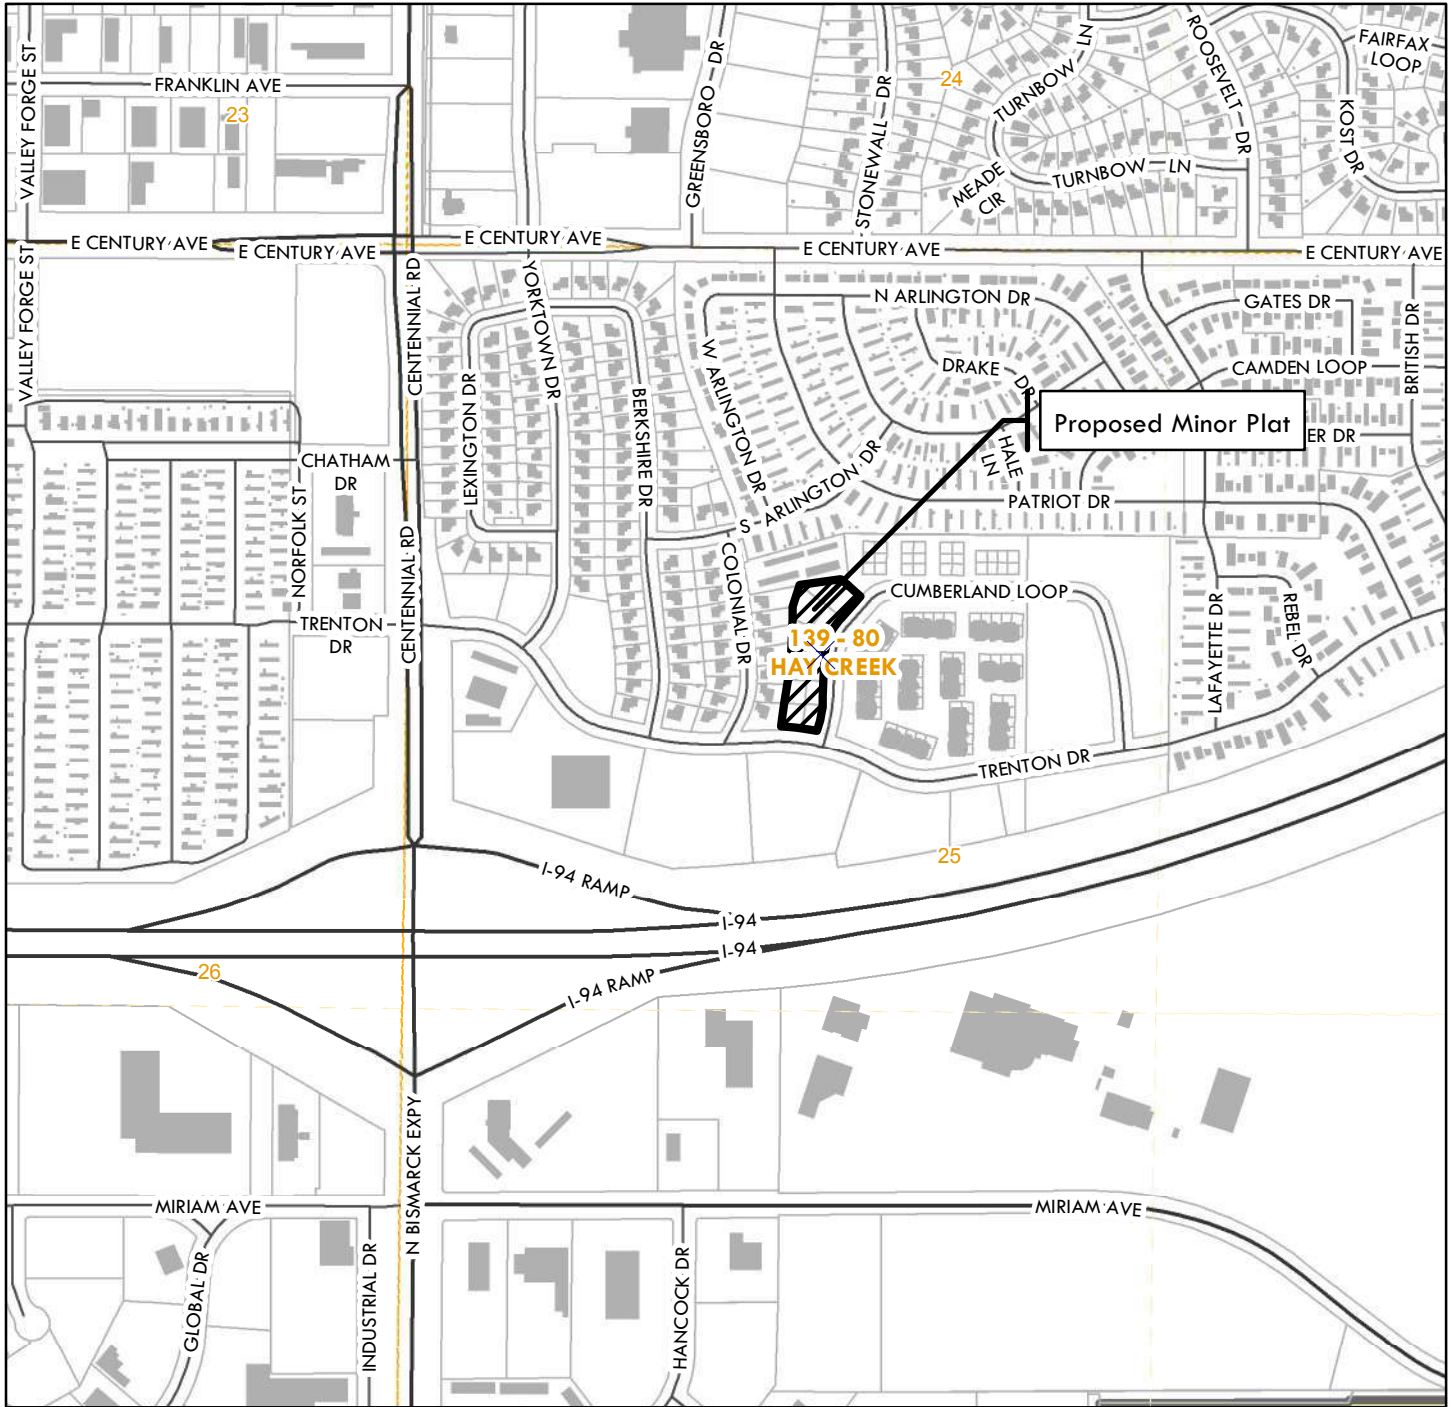 FAIRFAX
LOOP
ROOSEVELT DR
TURNBOW LN
GREENSBORO DR
STONEWALL DR
24
VALLEY FORGE ST
FRANKLIN AVE
23
KOST DR
TURNBOW LN
MEADE
CIR
E CENTURY AVE
E CENTURY AVE
E CENTURY AVE
E CENTURY AVE
E CENTURY AVE
VALLEY FORGE ST
CENTENNIAL RD
YORKTOWN DR
N ARLINGTON DR
GATES DR
BRITISH DR
W ARLINGTON DR
DRAKE DR
CAMDEN LOOP
LEXINGTON DR
BERKSHIRE DR
Proposed Minor Plat
ER DR
HALE
LN
CHATHAM
DR
S ARLINGTON DR
PATRIOT DR
NORFOLK ST
CENTENNIAL RD
COLONIAL DR
CUMBERLAND LOOP
LAFAYETTE DR
REBEL DR
TRENTON
DR
139 - 80
HAY CREEK
TRENTON DR
25
I-94 RAMP
I-94
I-94
26
I-94 RAMP
N BISMARCK EXPY
MIRIAM AVE
MIRIAM AVE
GLOBAL DR
INDUSTRIAL DR
HANCOCK DR